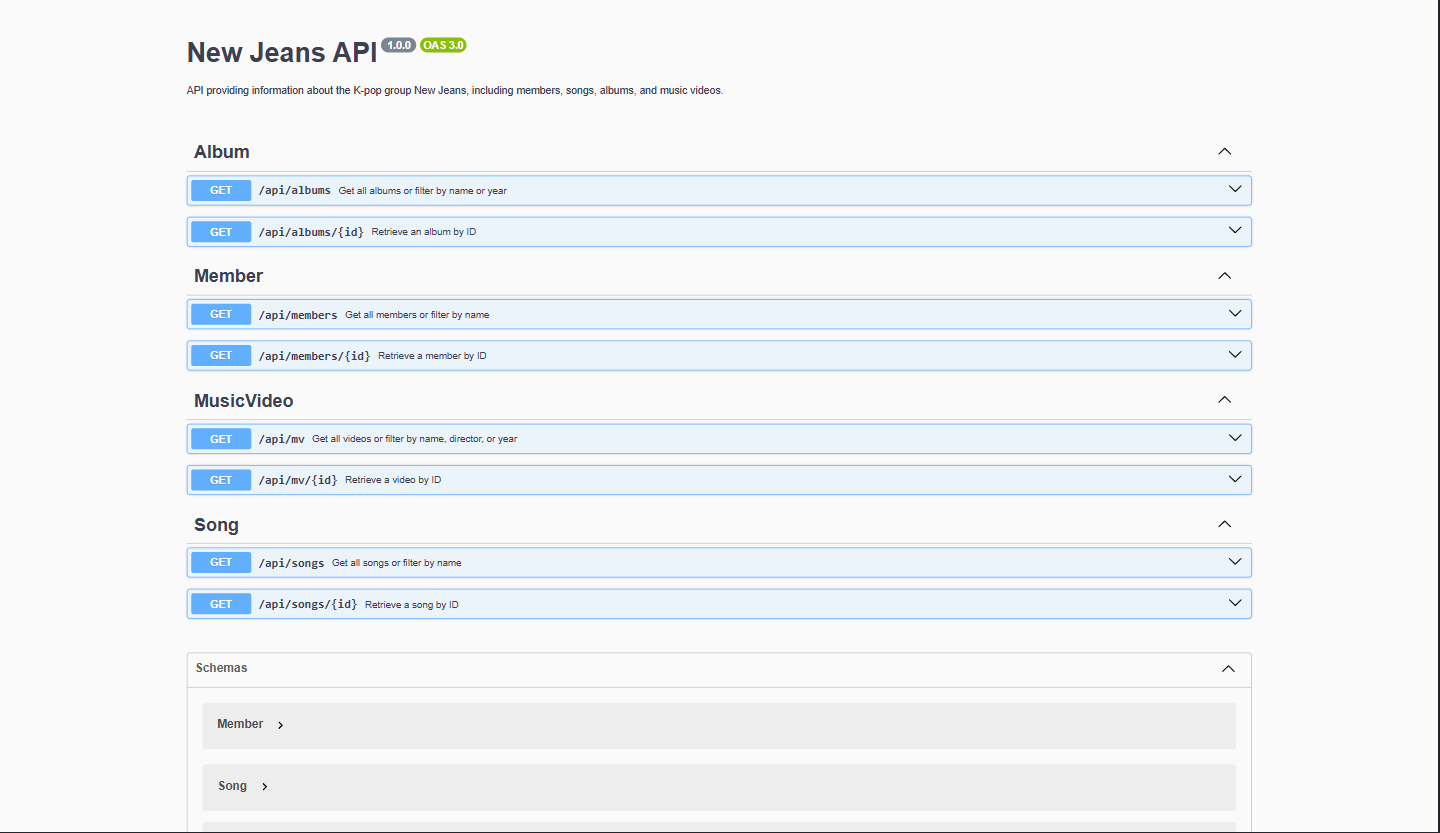 New Jeans API 1.0.0 OAS 3.0
API providing information about the K-pop group New Jeans, including members, songs, albums, and music videos.
Album
GET /api/albums Get all albums or filter by name or year
GET /api/albums/{id} Retrieve an album by ID
Member
GET /api/members Get all members or filter by name
GET /api/members/{id} Retrieve a member by ID
MusicVideo
GET /api/mv Get all videos or filter by name, director, or year
GET /api/mv/{id} Retrieve a video by ID
Song
GET /api/songs Get all songs or filter by name
GET /api/songs/{id} Retrieve a song by ID
Schemas
Member
Song